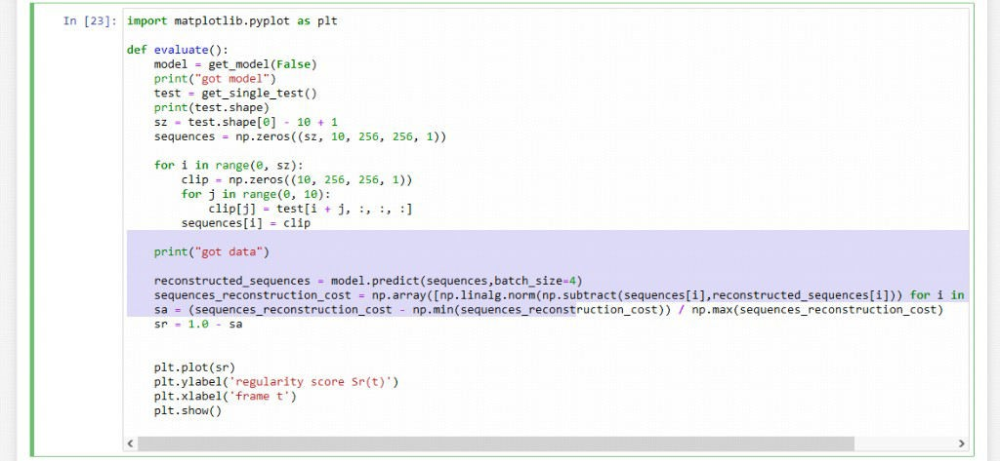 In [23]: import matplotlib.pyplot as plt
def evaluate():
model = get_model(False)
print("got model")
test = get_single_test()
print(test.shape)
sz = test.shape[0] - 10 + 1
sequences = np.zeros((sz, 10, 256, 256, 1))
for i in range(0, sz):
clip = np.zeros((10, 256, 256, 1))
for j in range(0, 10):
clip[j] = test[i + j, :, :, :]
sequences[i] = clip
print("got data")
reconstructed_sequences = model.predict(sequences,batch_size=4)
sequences_reconstruction_cost = np.array([np.linalg.norm(np.subtract(sequences[i],reconstructed_sequences[i])) for i in
sa = (sequences_reconstruction_cost - np.min(sequences_reconstruction_cost)) / np.max(sequences_reconstruction_cost)
sr = 1.0 - sa
plt.plot(sr)
plt.ylabel('regularity score Sr(t)')
plt.xlabel('frame t')
plt.show()